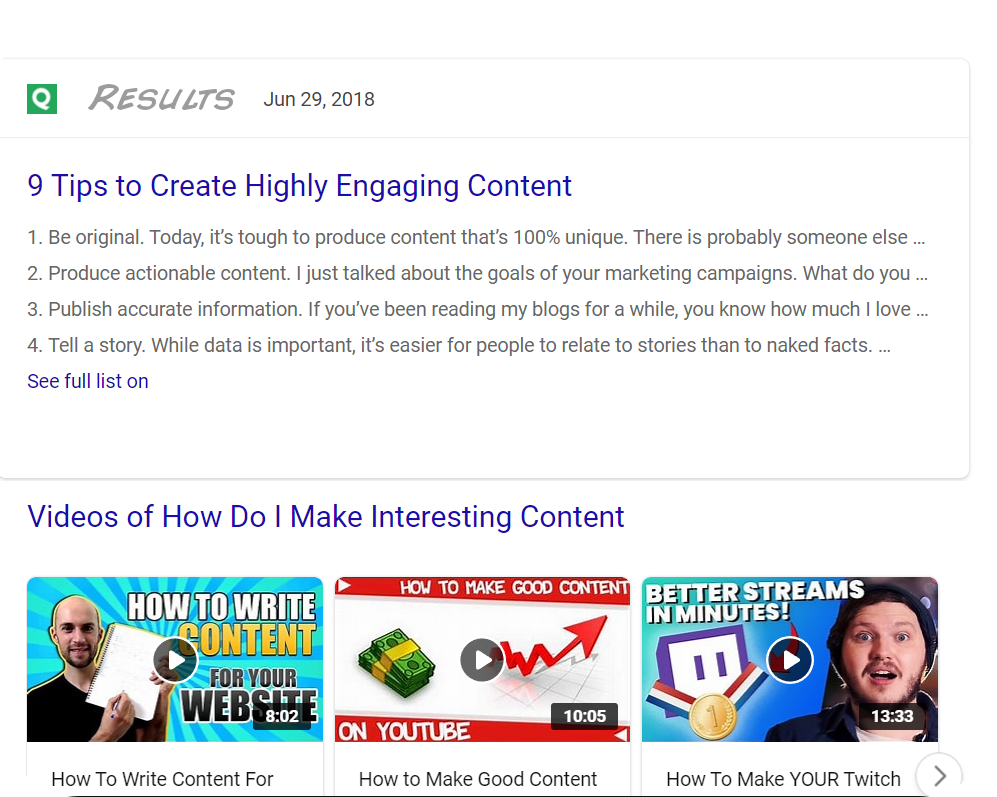 Q Results Jun 29, 2018
9 Tips to Create Highly Engaging Content
1. Be original. Today, it’s tough to produce content that’s 100% unique. There is probably someone else ...
2. Produce actionable content. I just talked about the goals of your marketing campaigns. What do you ...
3. Publish accurate information. If you’ve been reading my blogs for a while, you know how much I love ...
4. Tell a story. While data is important, it’s easier for people to relate to stories than to naked facts. ...
See full list on
Videos of How Do I Make Interesting Content
HOW TO WRITE
CONTENT
FOR YOUR
WEBSITE
8:02
HOW TO MAKE GOOD CONTENT
ON YOUTUBE
10:05
BETTER STREAMS
IN MINUTES!
1
13:33
How To Write Content For
How to Make Good Content
How To Make YOUR Twitch